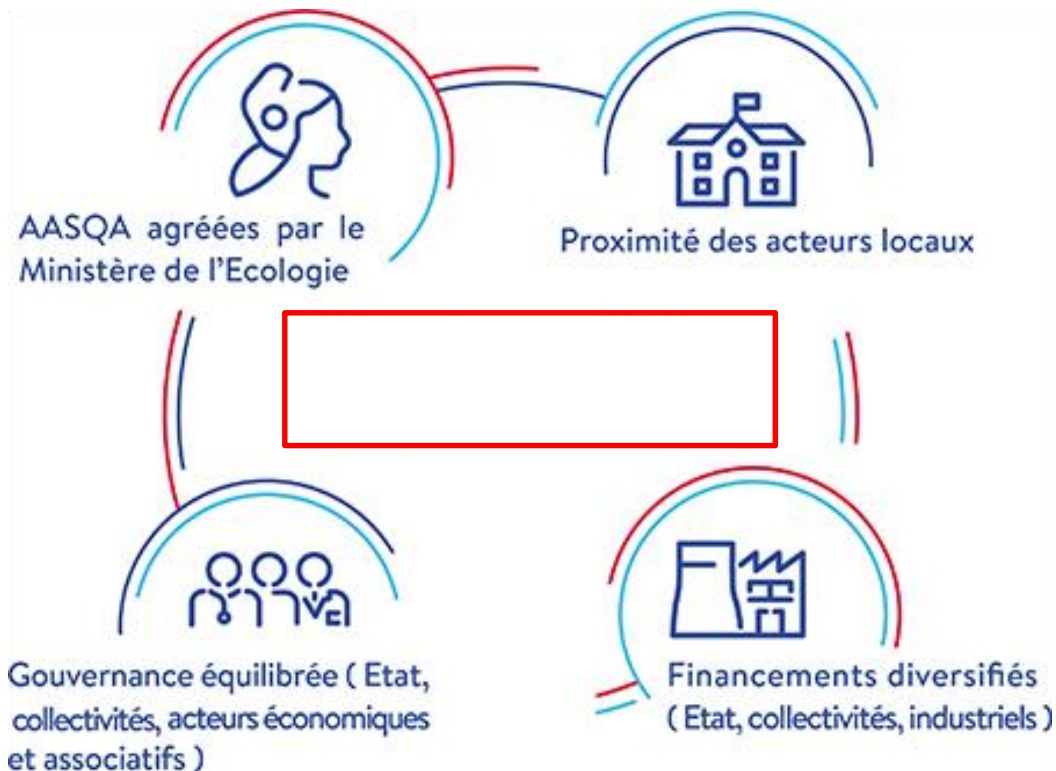 AASQA agréées par le
Ministère de l'Ecologie
Proximité des acteurs locaux
Gouvernance équilibrée ( Etat,
collectivités, acteurs économiques
et associatifs )
Financements diversifiés
( Etat, collectivités, industriels )